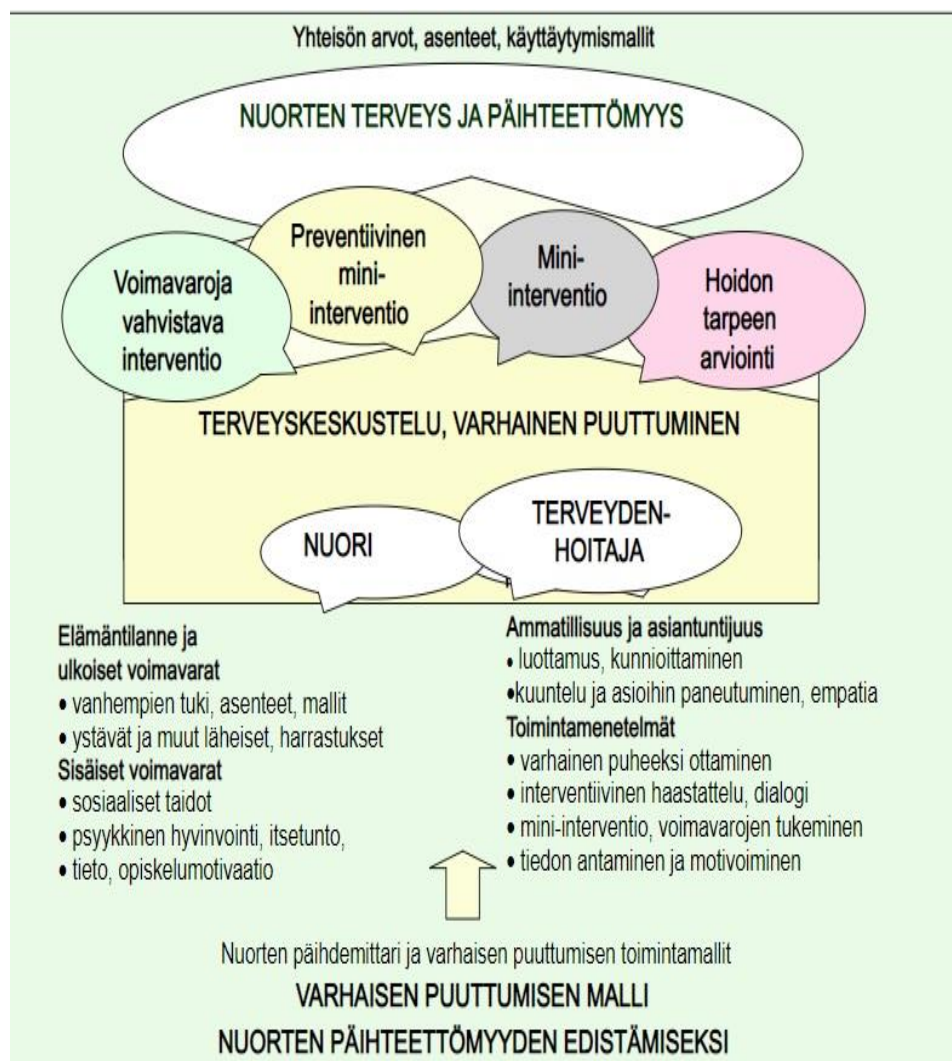 Yhteisön arvot, asenteet, käyttäytymismallit
NUORTEN TERVEYS JA PÄIHTEETTÖMYYS
Voimavaroja
vahvistava
interventio
Preventiivinen
mini-
interventio
Mini-
interventio
Hoidon
tarpeen
arviointi
TERVEYSKESKUSTELU, VARHAINEN PUUTTUMINEN
NUORI
TERVEYDEN-
HOITAJA
Elämäntilanne ja
ulkoiset voimavarat
• vanhempien tuki, asenteet, mallit
• ystävät ja muut läheiset, harrastukset
Sisäiset voimavarat
• sosiaaliset taidot
• psyykkinen hyvinvointi, itsetunto,
• tieto, opiskelumotivaatio
Ammatillisuus ja asiantuntijuus
• luottamus, kunnioittaminen
•kuuntelu ja asioihin paneutuminen, empatia
Toimintamenetelmät
• varhainen puheeksi ottaminen
• interventiivinen haastattelu, dialogi
• mini-interventio, voimavarojen tukeminen
• tiedon antaminen ja motivoiminen
Nuorten päihdemittari ja varhaisen puuttumisen toimintamallit
VARHAISEN PUUTTUMISEN MALLI
NUORTEN PÄIHTEETTÖMYYDEN EDISTÄMISEKSI